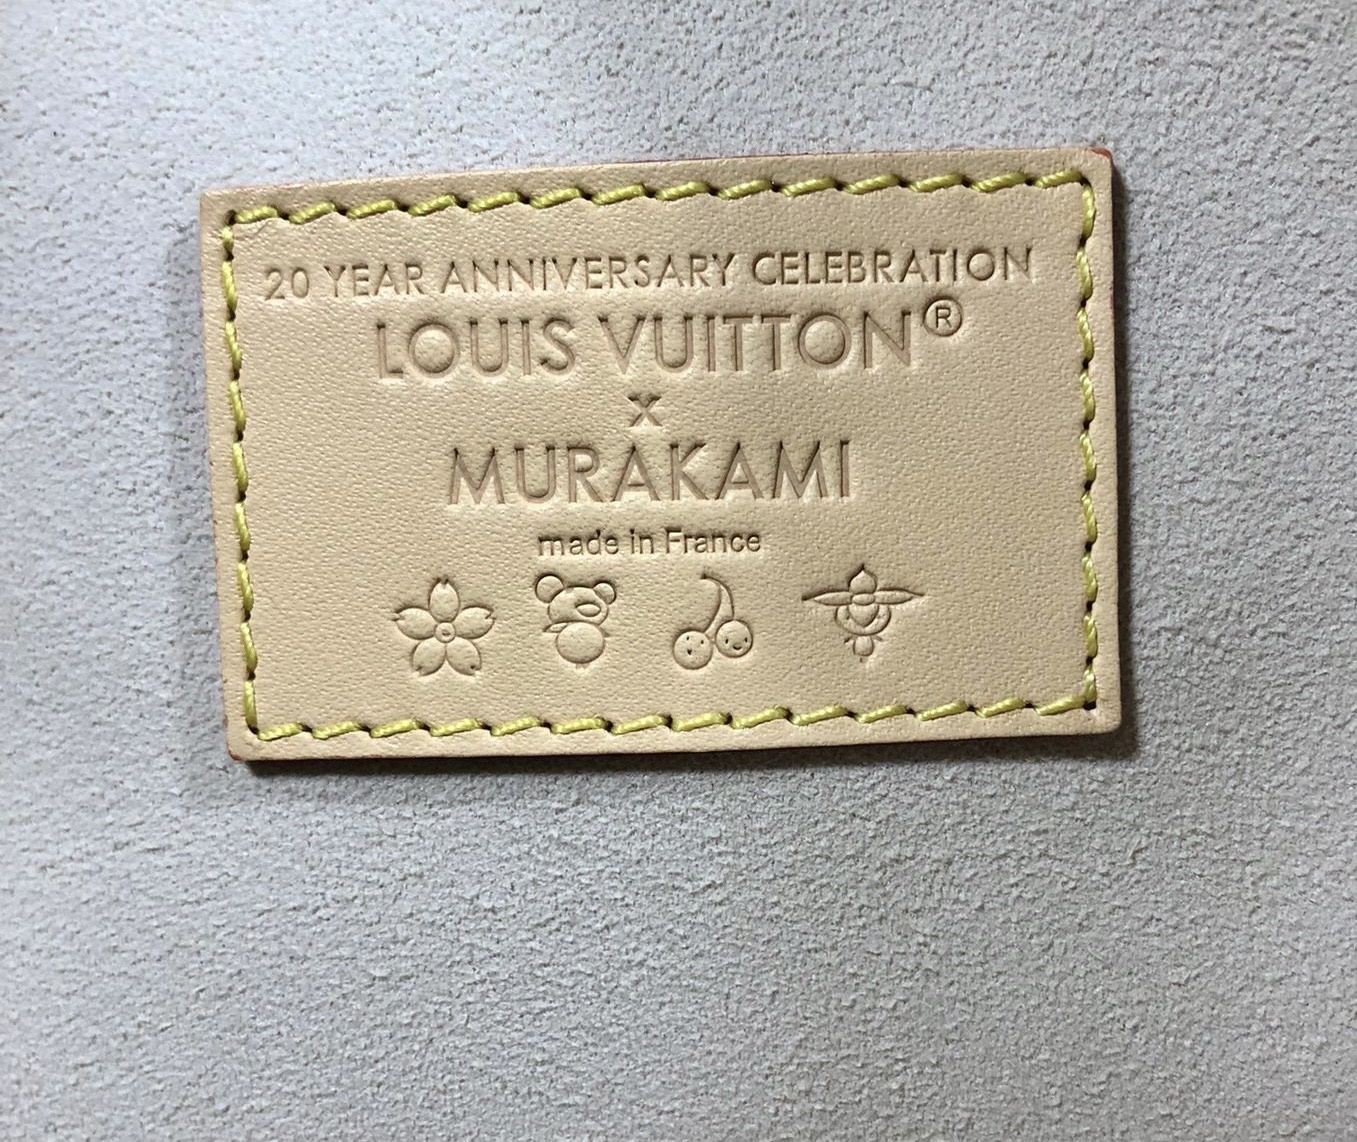 20 YEAR ANNIVERSARY CELEBRATION
LOUIS VUITTON®
x
MURAKAMI
made in France